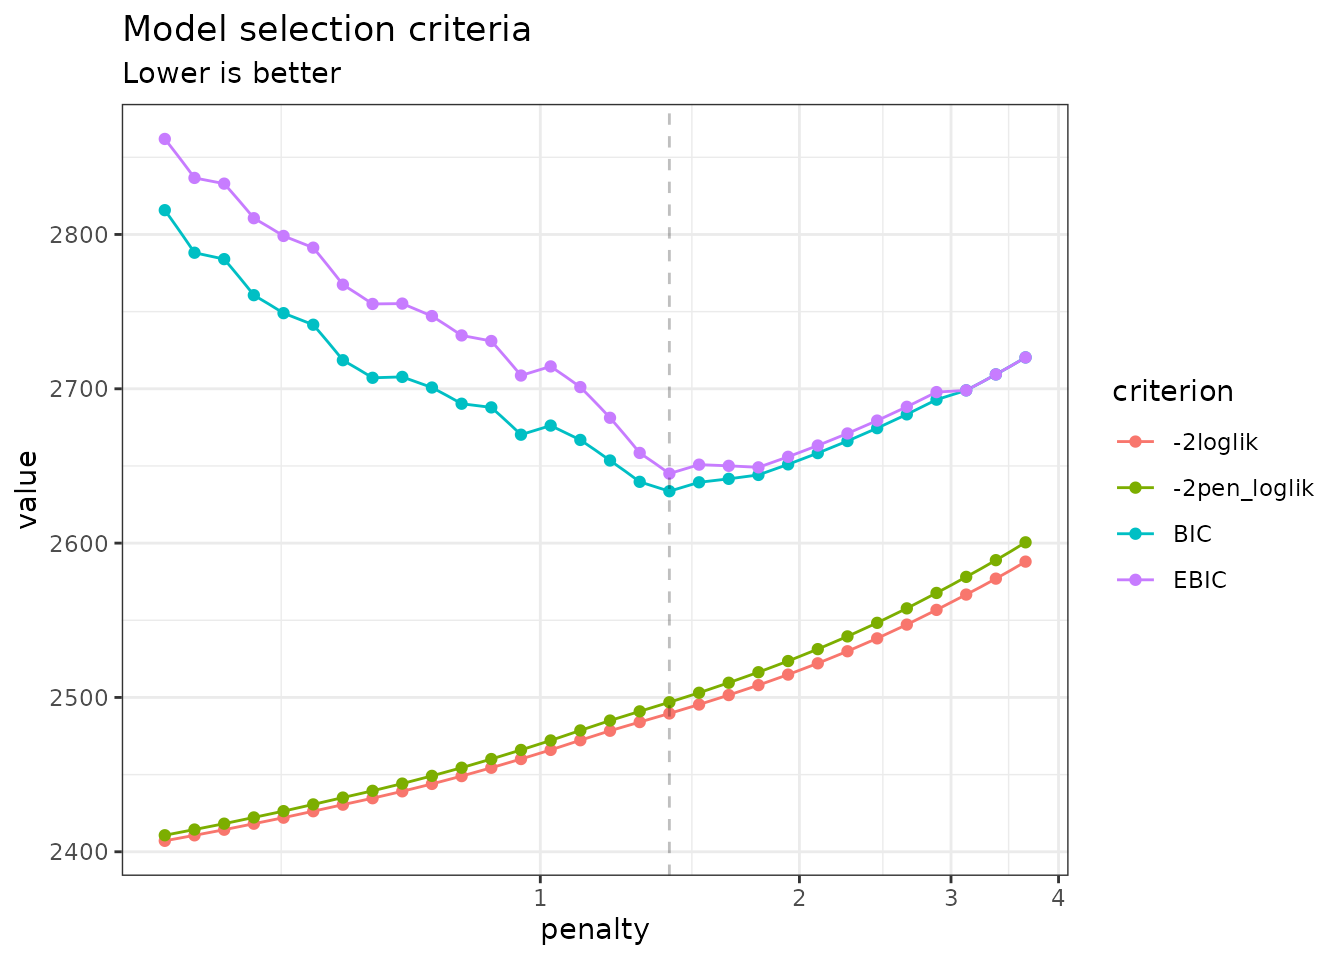 Model selection criteria
Lower is better
value
2800
2700
2600
2500
2400
1 2 3 4
penalty
criterion
-2loglik
-2pen_loglik
BIC
EBIC